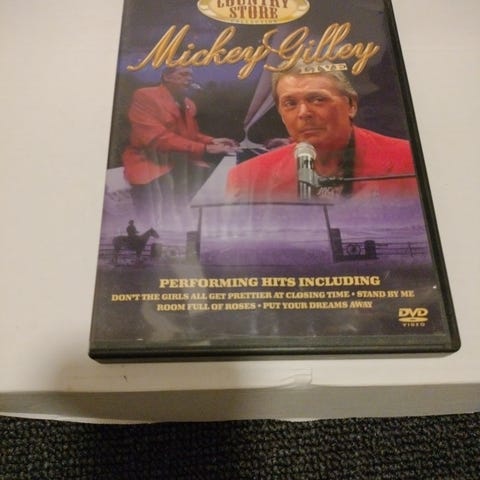 COUNTRY
STORE
COLLECTION
Mickey Gilley
LIVE
PERFORMING HITS INCLUDING
DON'T THE GIRLS ALL GET PRETTIER AT CLOSING TIME • STAND BY ME
ROOM FULL OF ROSES • PUT YOUR DREAMS AWAY
DVD
VIDEO